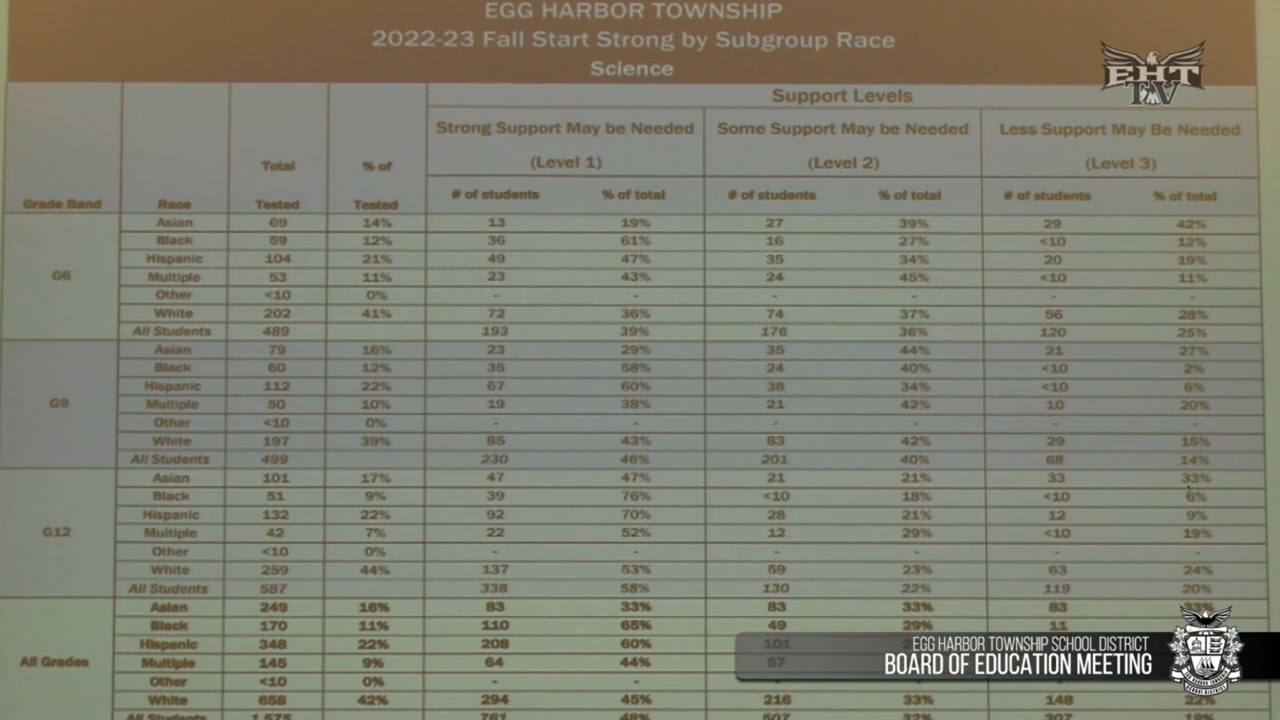 EGG HARBOR TOWNSHIP
2022-23 Fall Start Strong by Subgroup Race
Science
EHT
TV
Support Levels
Strong Support May be Needed Some Support May be Needed Less Support May Be Needed
Total % of (Level 1) (Level 2) (Level 3)
Grade Band Race Tested Tested # of students % of total # of students % of total # of students % of total
Asian 69 14% 13 19% 27 39% 29 42%
Black 59 12% 36 61% 16 27% <10 12%
Hispanic 104 21% 49 47% 35 34% 20 19%
G6 Multiple 53 11% 23 43% 24 45% <10 11%
Other <10 0% - - - - - -
White 202 41% 72 36% 74 37% 56 28%
All Students 489 193 39% 176 36% 120 25%
Asian 79 16% 23 29% 35 44% 21 27%
Black 60 12% 35 58% 24 40% <10 2%
Hispanic 112 22% 67 60% 38 34% <10 6%
G9 Multiple 50 10% 19 38% 21 42% 10 20%
Other <10 0% - - - - - -
White 197 39% 85 43% 83 42% 29 15%
All Students 499 230 46% 201 40% 68 14%
Asian 101 17% 47 47% 21 21% 33 33%
Black 51 9% 39 76% <10 18% <10 6%
Hispanic 132 22% 92 70% 28 21% 12 9%
G12 Multiple 42 7% 22 52% 12 29% <10 19%
Other <10 0% - - - - - -
White 259 44% 137 53% 59 23% 63 24%
All Students 587 338 58% 130 22% 119 20%
Asian 249 16% 83 33% 83 33% 83 33%
Black 170 11% 110 65% 49 29% 11
Hispanic 348 22% 208 60% 101
All Grades Multiple 145 9% 64 44% 67
Other <10 0% - -
White 658 42% 294 45% 216 33% 148 22%
All Students 1,575 761 48% 507 32% 307 19%
EGG HARBOR TOWNSHIP SCHOOL DISTRICT
BOARD OF EDUCATION MEETING